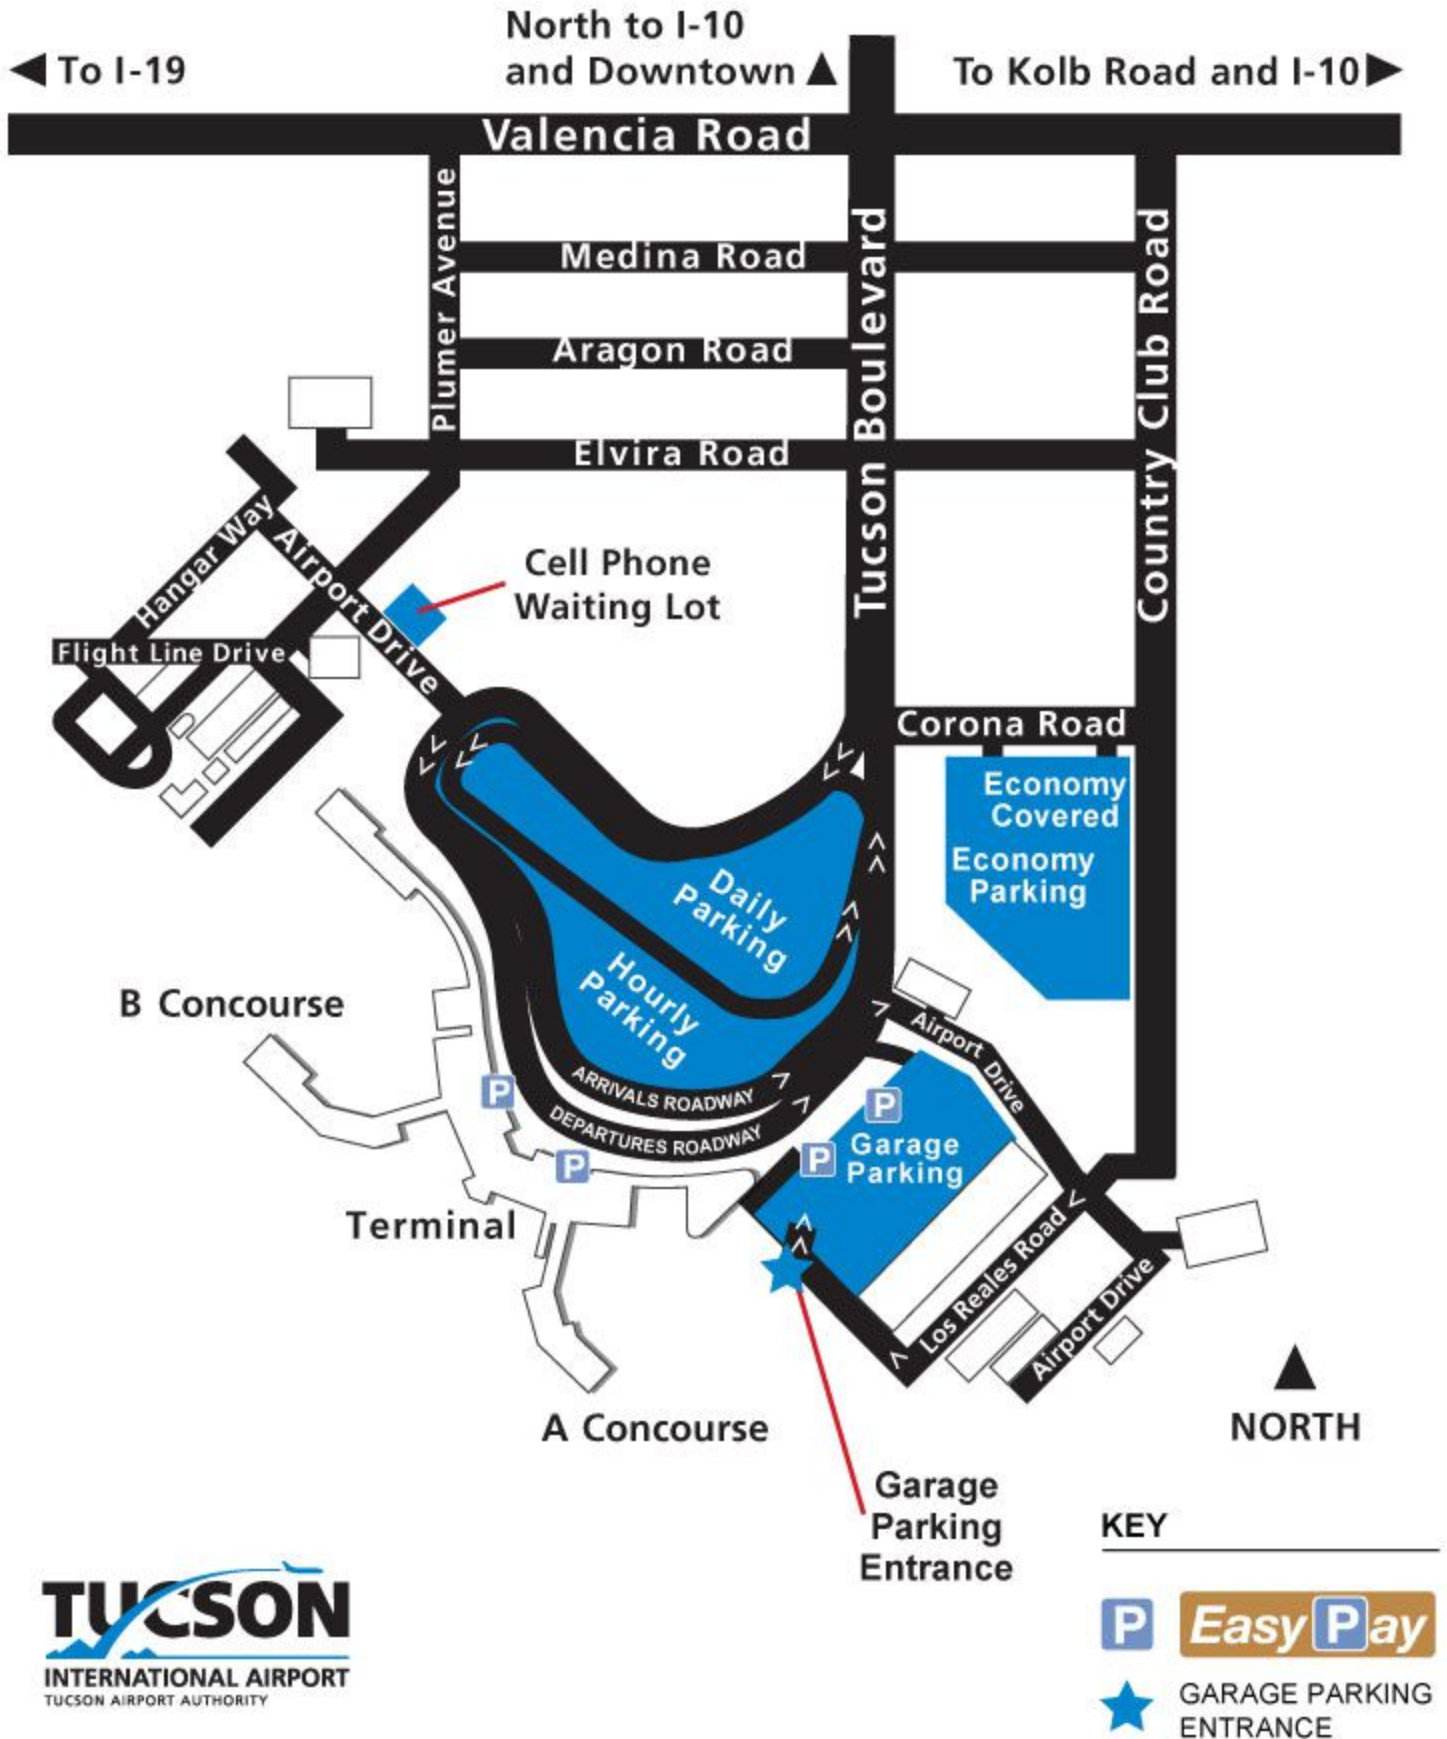 North to I-10
and Downtown
To I-19
To Kolb Road and I-10
Valencia Road
Plumer Avenue
Medina Road
Tucson Boulevard
Country Club Road
Aragon Road
Elvira Road
Hangar Way
Airport Drive
Cell Phone
Waiting Lot
Flight Line Drive
Corona Road
Economy
Covered
Economy
Parking
Daily
Parking
Hourly
Parking
B Concourse
Airport Drive
ARRIVALS ROADWAY
DEPARTURES ROADWAY
P
P
P
P
Garage
Parking
Terminal
Los Reales Road
Airport Drive
A Concourse
NORTH
Garage
Parking
Entrance
KEY
P EasyPay
GARAGE PARKING
ENTRANCE
TUCSON
INTERNATIONAL AIRPORT
TUCSON AIRPORT AUTHORITY